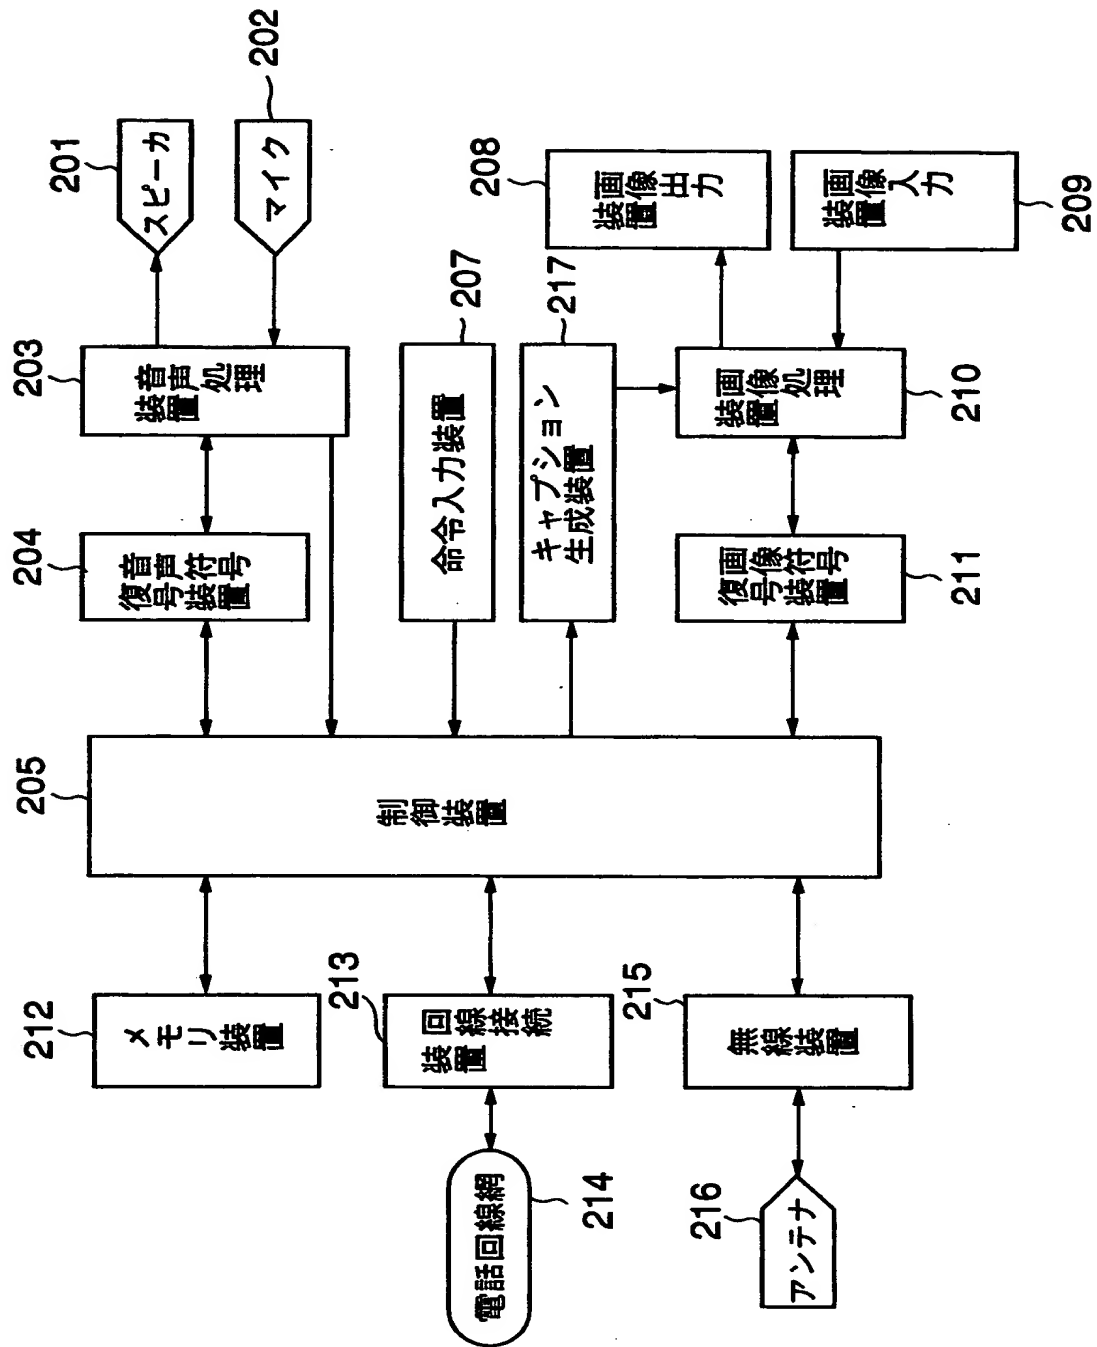 212
205
204
203
201
メモリ装置
音声符号
復号装置
音声処理
装置
スピーカ
202
マイク
213
制御装置
電話回線網
回線接続
装置
命令入力装置
207
214
208
217
キャプション
生成装置
画像出力
装置
215
216
アンテナ
無線装置
画像符号
復号装置
画像処理
装置
画像入力
装置
211
210
209